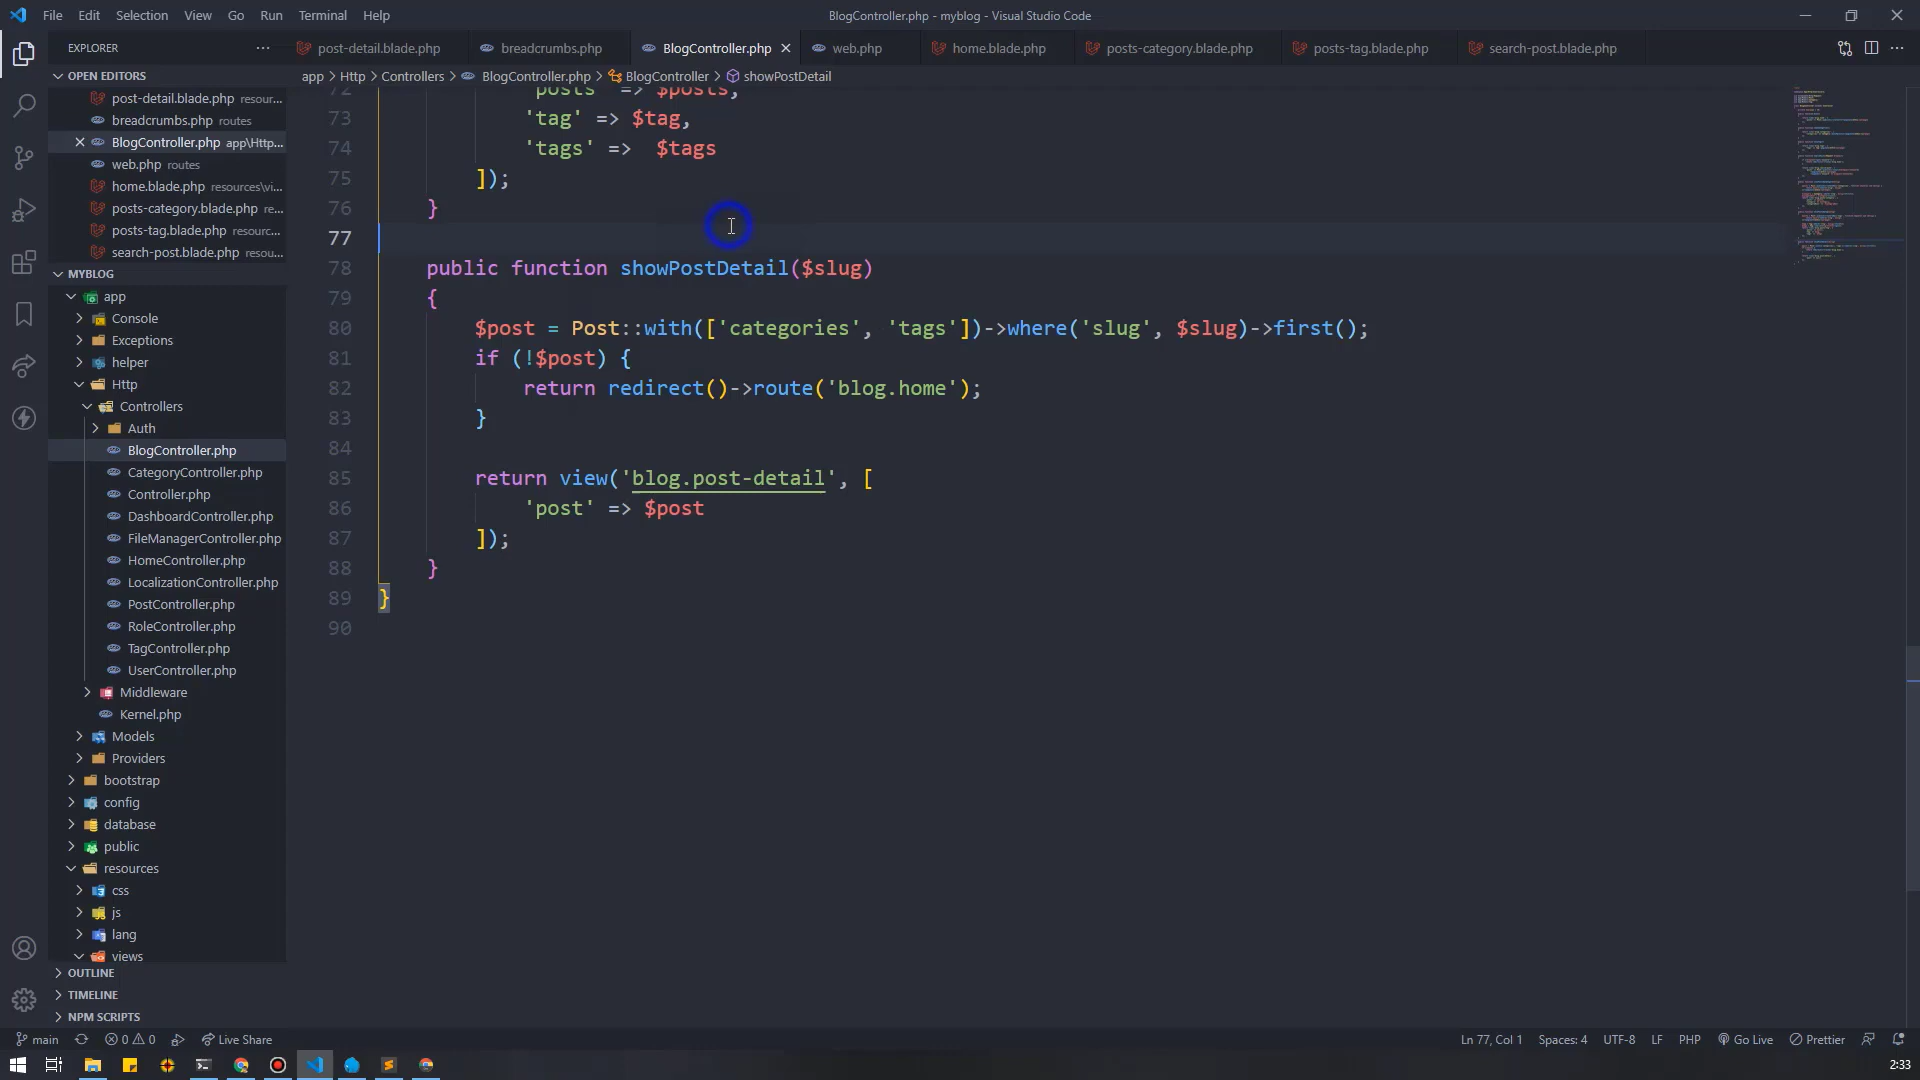 File Edit Selection View Go Run Terminal Help
BlogController.php - myblog - Visual Studio Code
EXPLORER
post-detail.blade.php breadcrumbs.php BlogController.php web.php home.blade.php posts-category.blade.php posts-tag.blade.php search-post.blade.php
OPEN EDITORS
app > Http > Controllers > BlogController.php > BlogController > showPostDetail
post-detail.blade.php resour...
breadcrumbs.php routes
BlogController.php app\Http...
web.php routes
home.blade.php resources\vi...
posts-category.blade.php re...
posts-tag.blade.php resourc...
search-post.blade.php resou...
MYBLOG
app
Console
Exceptions
helper
Http
Controllers
Auth
BlogController.php
CategoryController.php
Controller.php
DashboardController.php
FileManagerController.php
HomeController.php
LocalizationController.php
PostController.php
RoleController.php
TagController.php
UserController.php
Middleware
Kernel.php
Models
Providers
bootstrap
config
database
public
resources
css
js
lang
views
OUTLINE
TIMELINE
NPM SCRIPTS
72 'posts' => $posts,
73 'tag' => $tag,
74 'tags' => $tags
75 ]);
76 }
77
78 public function showPostDetail($slug)
79 {
80 $post = Post::with(['categories', 'tags'])->where('slug', $slug)->first();
81 if (!$post) {
82 return redirect()->route('blog.home');
83 }
84
85 return view('blog.post-detail', [
86 'post' => $post
87 ]);
88 }
89 }
90
main 0 0 Live Share
Ln 77, Col 1 Spaces: 4 UTF-8 LF PHP Go Live Prettier
2:33